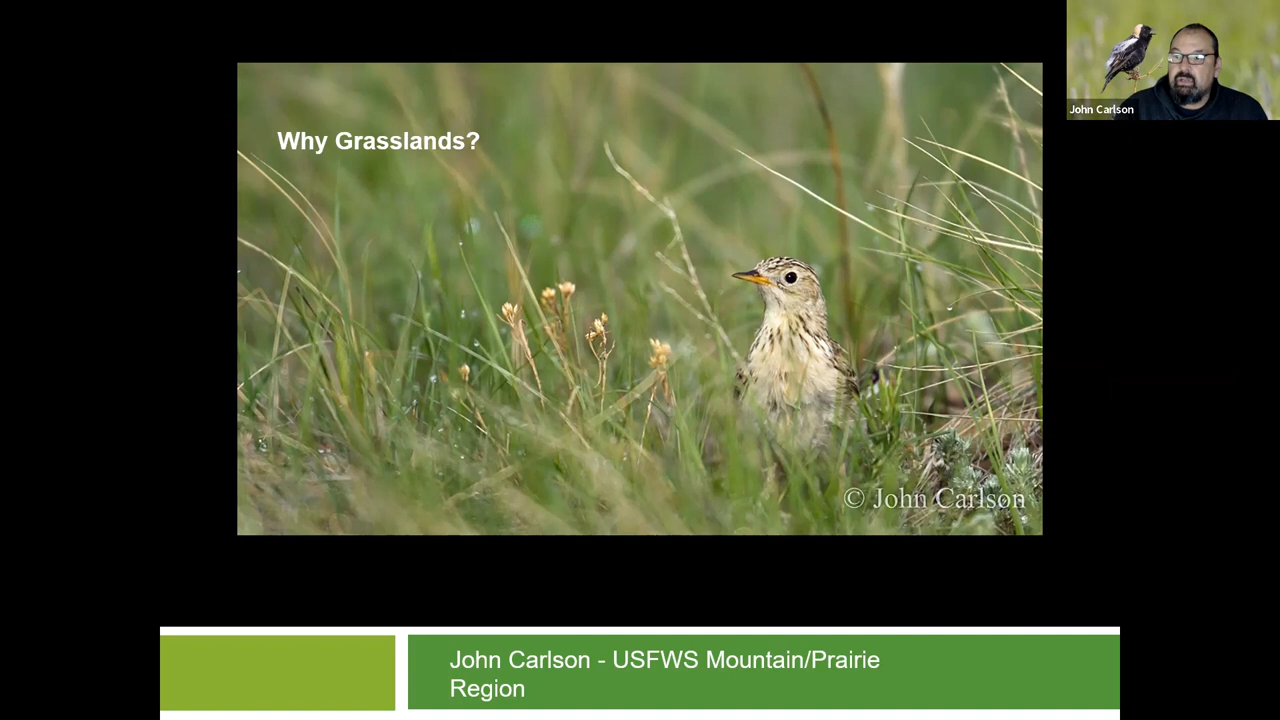 John Carlson
Why Grasslands?
© John Carlson
John Carlson - USFWS Mountain/Prairie
Region